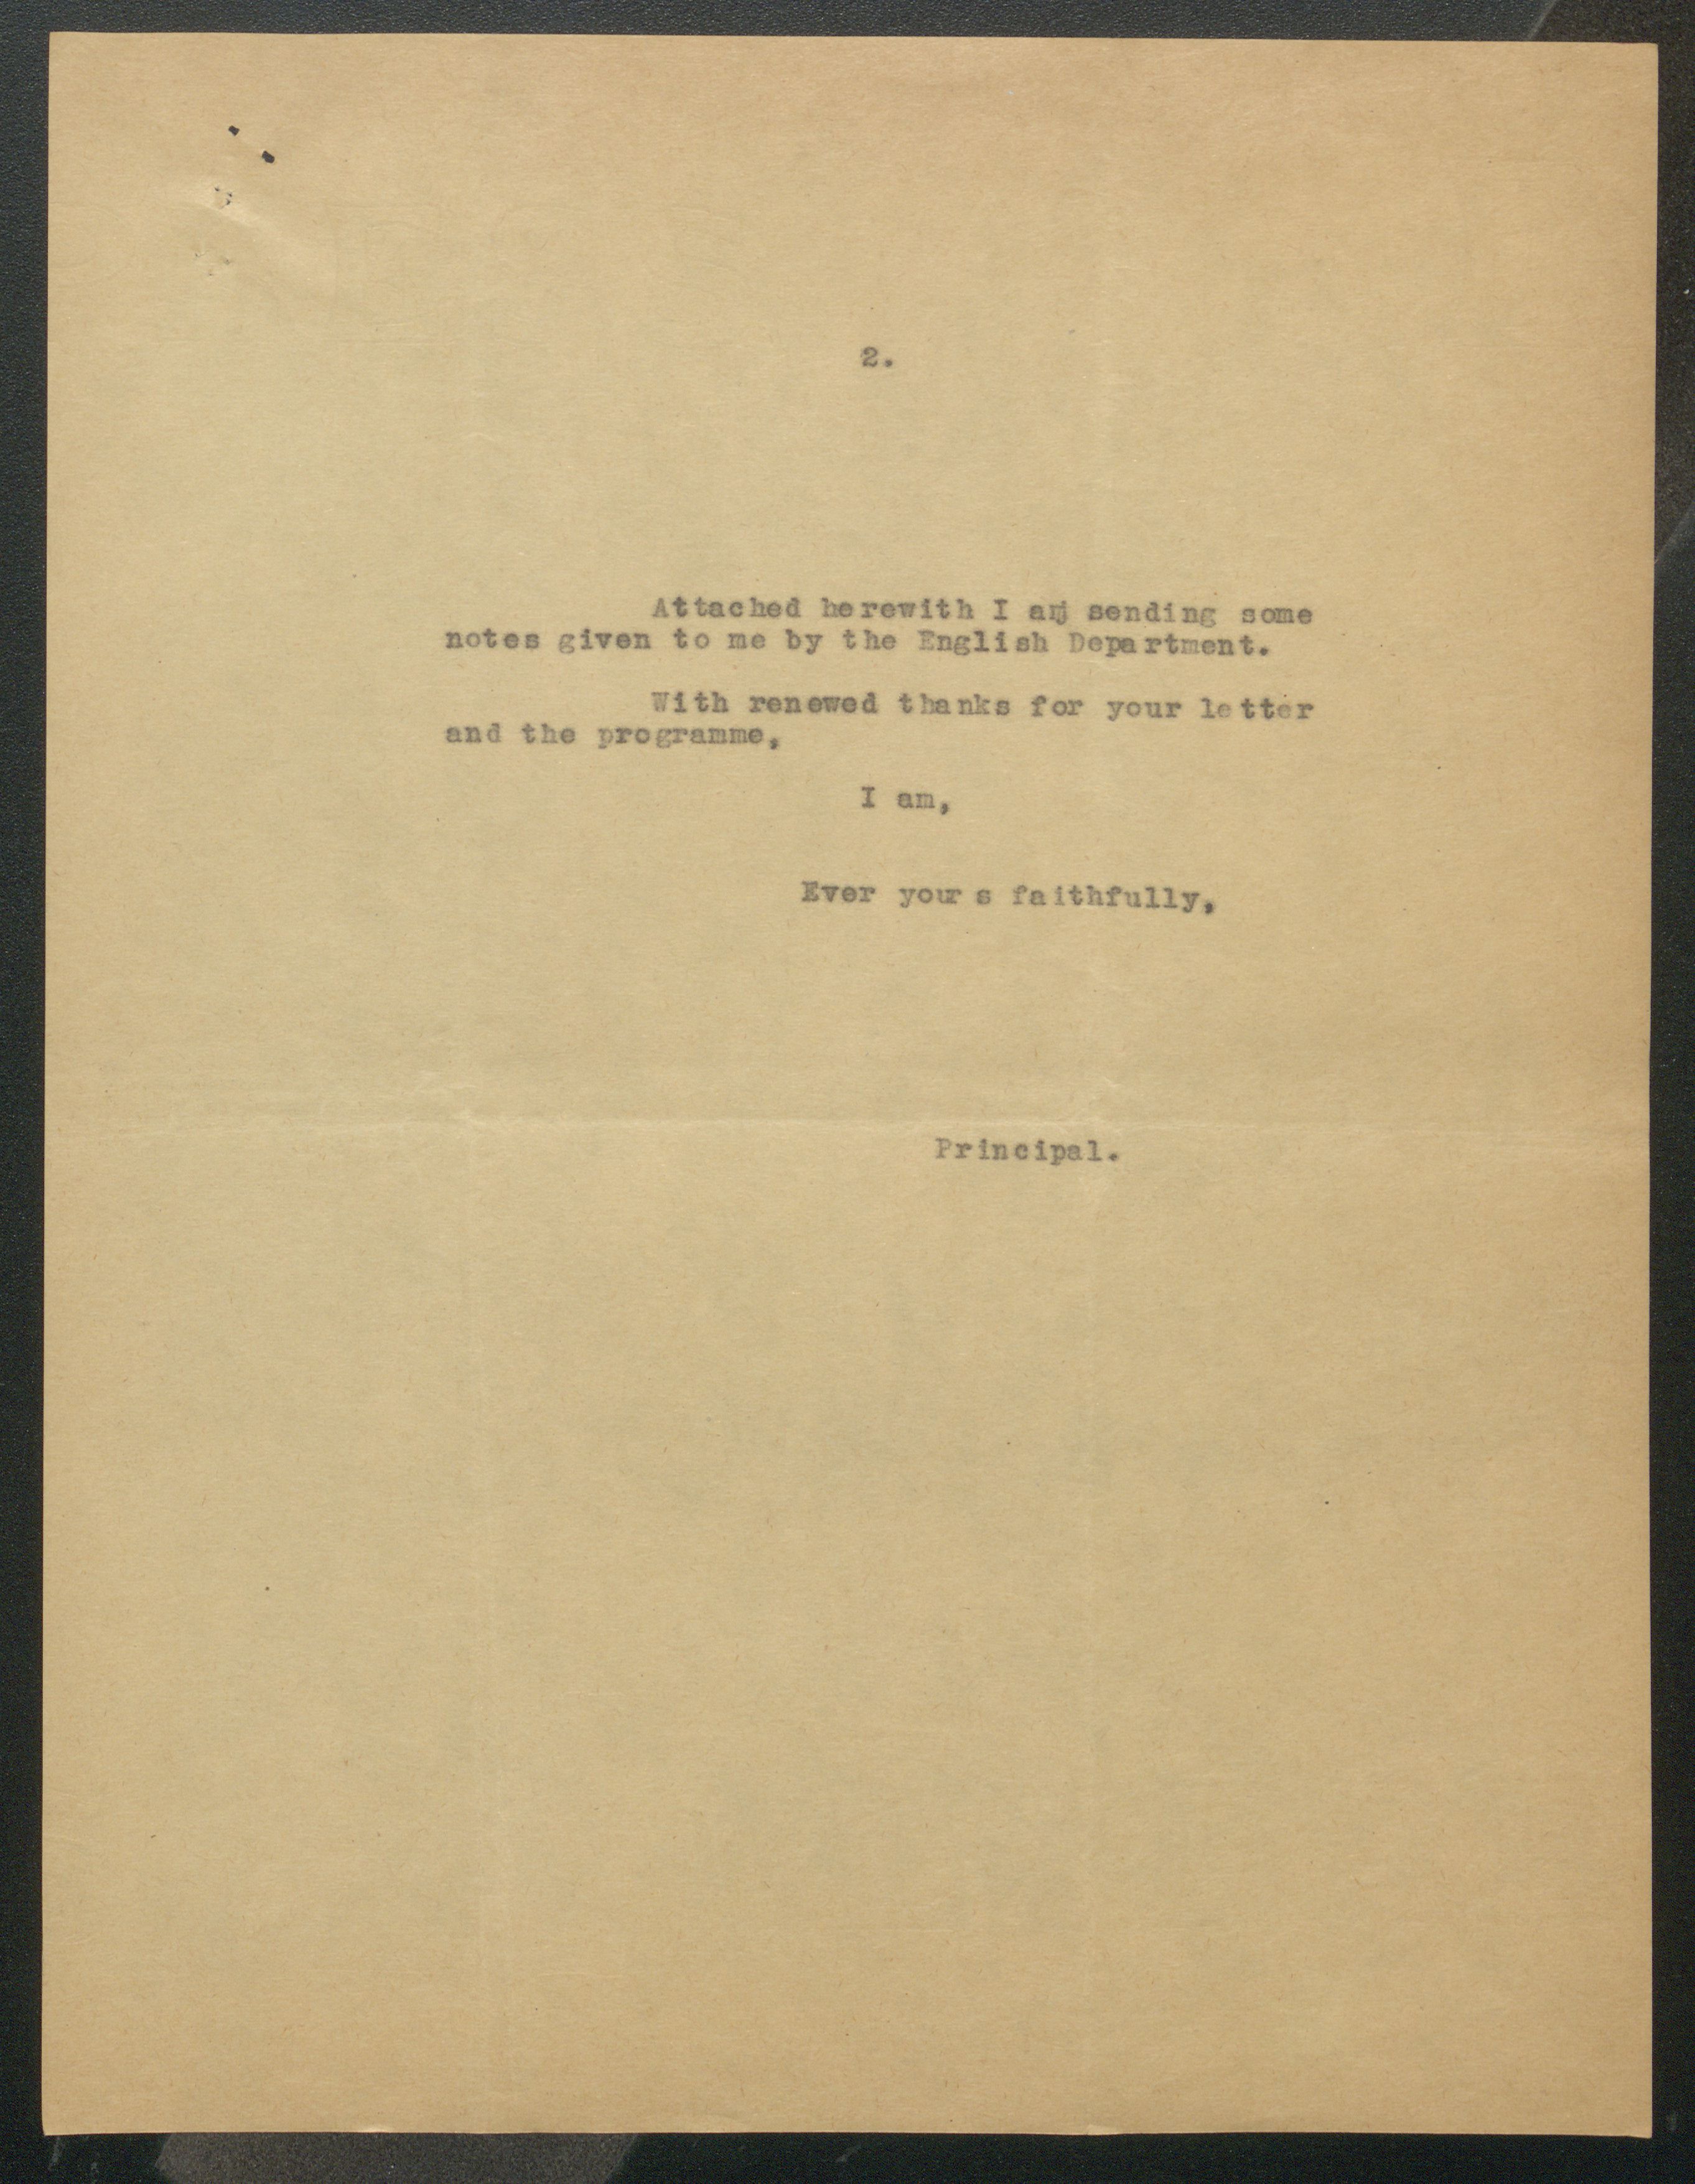 2.
Attached herewith I am sending some
notes given to me by the English Department.
With renewed thanks for your letter
and the programme,
I am,
Ever yours faithfully,
Principal.